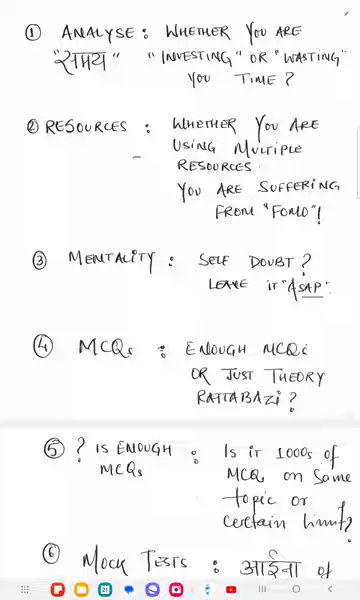 ① ANALYSE : WHETHER YOU ARE
"समय" "INVESTING" OR "WASTING"
YOU TIME?
② RESOURCES : WHETHER YOU ARE
USING MULTIPLE
RESOURCES.
YOU ARE SUFFERING
FROM "FOMO"!
③ MENTALITY : SELF DOUBT?
LEAVE IT "ASAP".
④ MCQs : ENOUGH MCQs
OR JUST THEORY
RATTABAZI?
⑤ ? IS ENOUGH : IS IT 1000s OF
MCQs MCQs ON SAME
TOPIC OR
CERTAIN LIMIT?
⑥ MOCK TESTS : आईना of